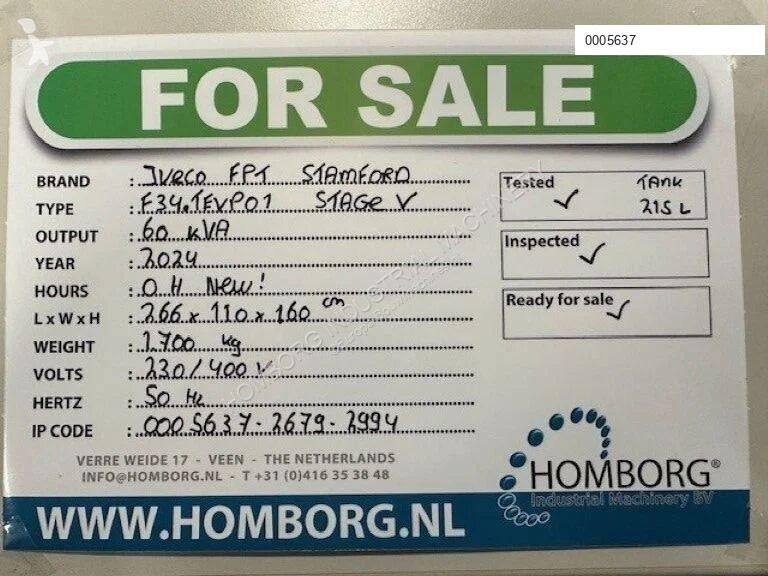 0005637
FOR SALE
BRAND : Iveco FPT STAMFORD
TYPE : F34.TEVP01 STAGE V
OUTPUT : 60 kVA
YEAR : 2024
HOURS : 0 H New!
L x W x H : 266 x 110 x 160 cm
WEIGHT : 1.700 kg
VOLTS : 230/400 V
HERTZ : 50 Hz
IP CODE : 0005637-2679-2994
Tested ✓ TANK
215 L
Inspected ✓
Ready for sale ✓
VERRE WEIDE 17 - VEEN - THE NETHERLANDS
INFO@HOMBORG.NL - T +31 (0)416 35 38 48
HOMBORG®
Industrial Machinery BV
WWW.HOMBORG.NL
HOMBORG INDUSTRIAL MACHINERY